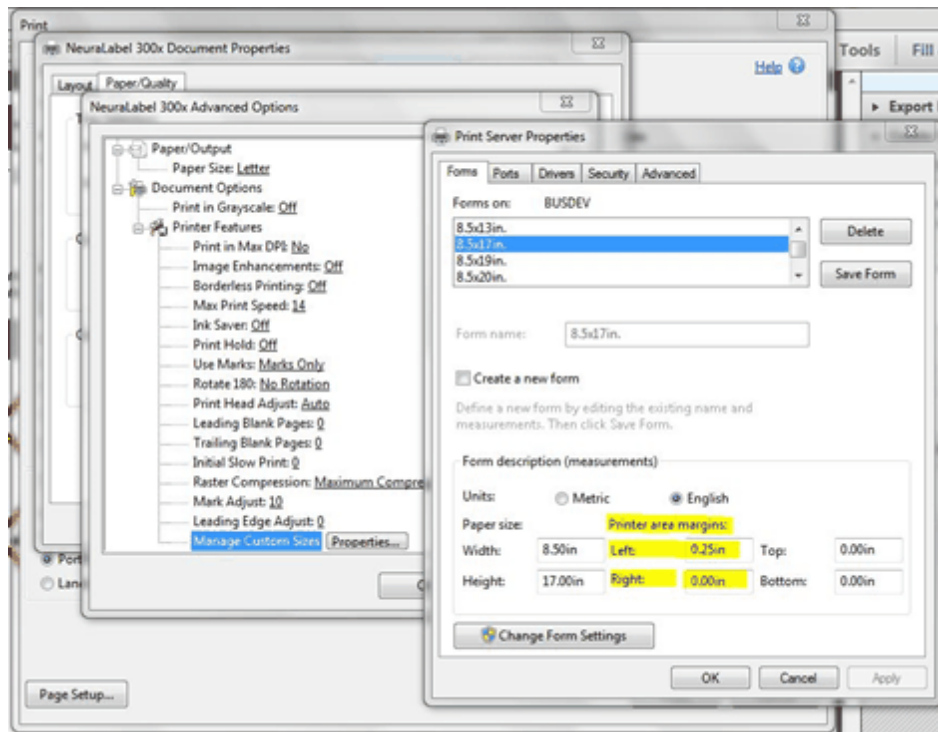 Print
NeuraLabel 300x Document Properties
Help
Tools Fill
Layout Paper/Quality
Export
NeuraLabel 300x Advanced Options
Paper/Output
Paper Size: Letter
Document Options
Print in Grayscale: Off
Printer Features
Print in Max DPI: No
Image Enhancements: Off
Borderless Printing: Off
Max Print Speed: 14
Ink Saver: Off
Print Hold: Off
Use Marks: Marks Only
Rotate 180: No Rotation
Print Head Adjust: Auto
Leading Blank Pages: 0
Trailing Blank Pages: 0
Initial Slow Print: 0
Raster Compression: Maximum Compre
Mark Adjust: 10
Leading Edge Adjust: 0
Manage Custom Sizes Properties...
Port
Land
Page Setup...
Print Server Properties
Forms Ports Drivers Security Advanced
Forms on: BUSDEV
8.5x13in.
8.5x17in.
8.5x19in.
8.5x20in.
Delete
Save Form
Form name: 8.5x17in.
Create a new form
Define a new form by editing the existing name and
measurements. Then click Save Form.
Form description (measurements)
Units: Metric English
Paper size: Printer area margins:
Width: 8.50in Left: 0.25in Top: 0.00in
Height: 17.00in Right: 0.00in Bottom: 0.00in
Change Form Settings
OK Cancel Apply